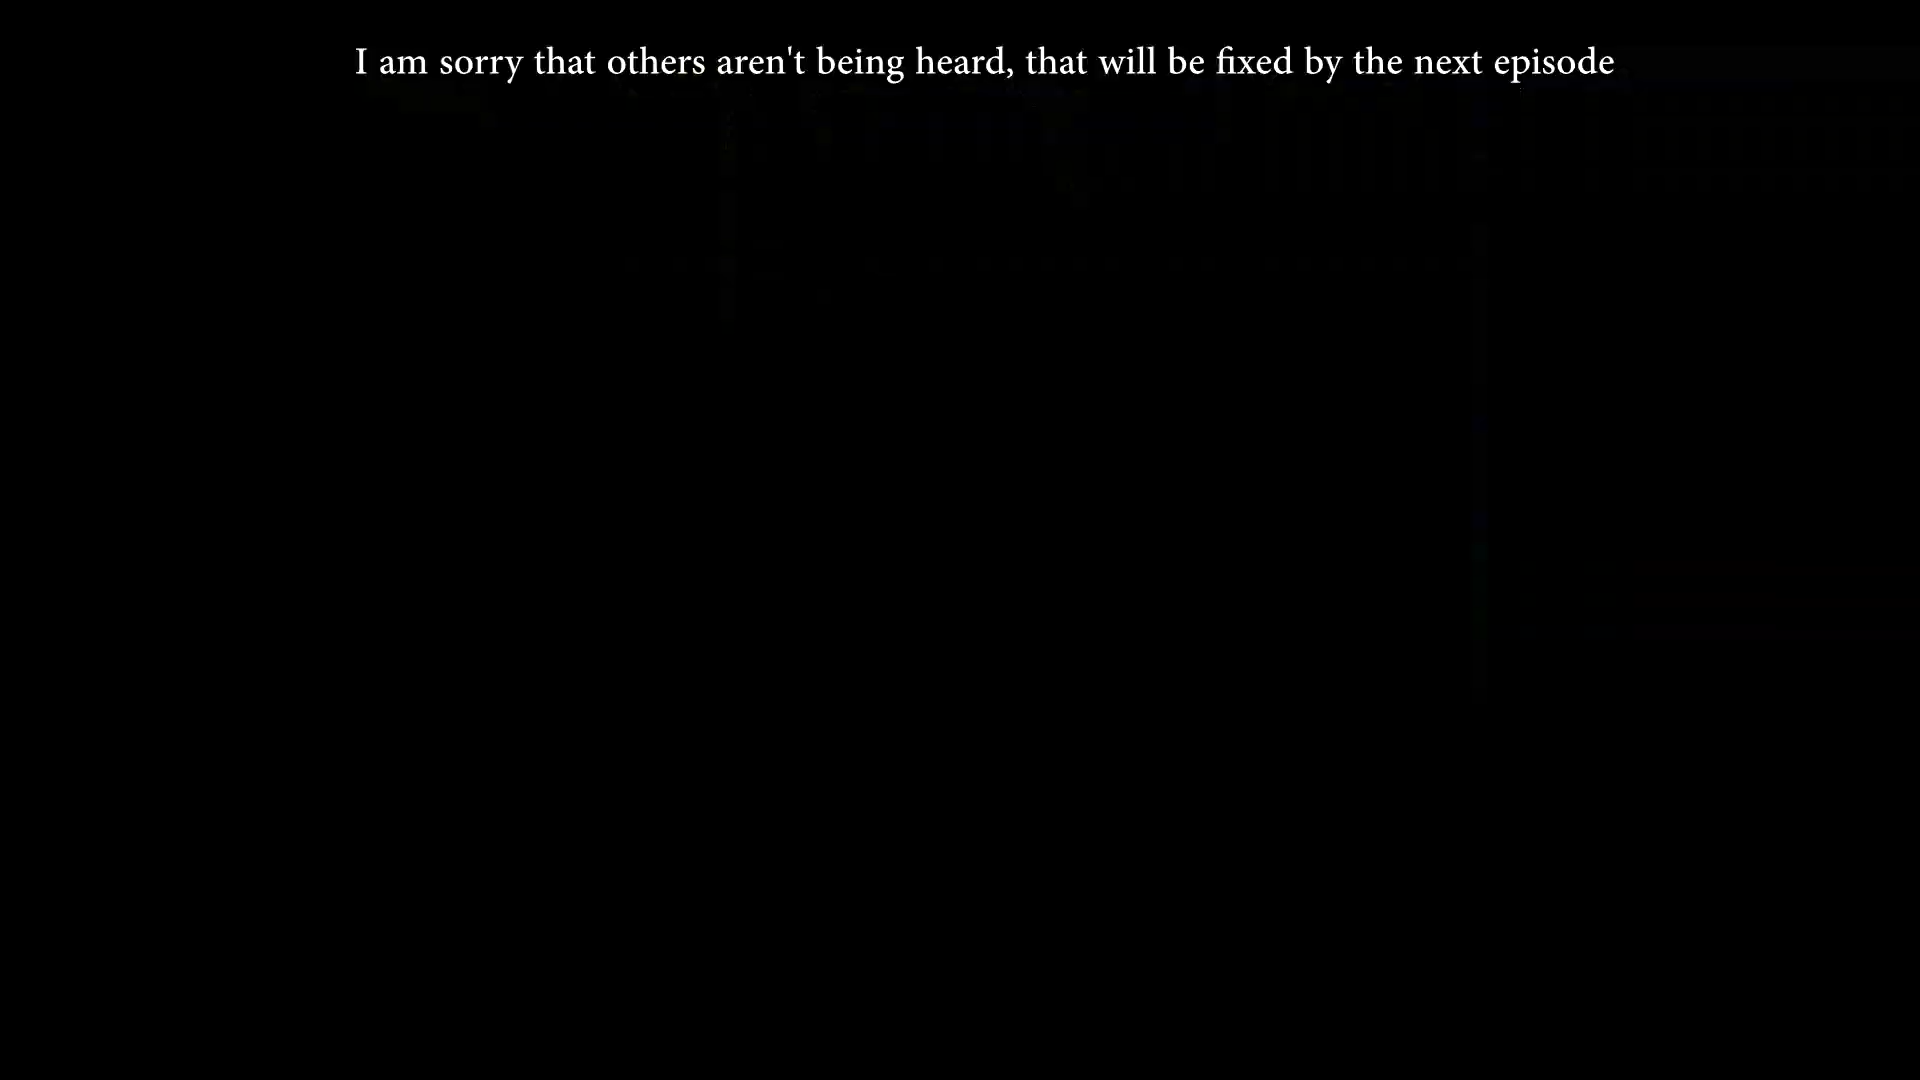 I am sorry that others aren't being heard, that will be fixed by the next episode